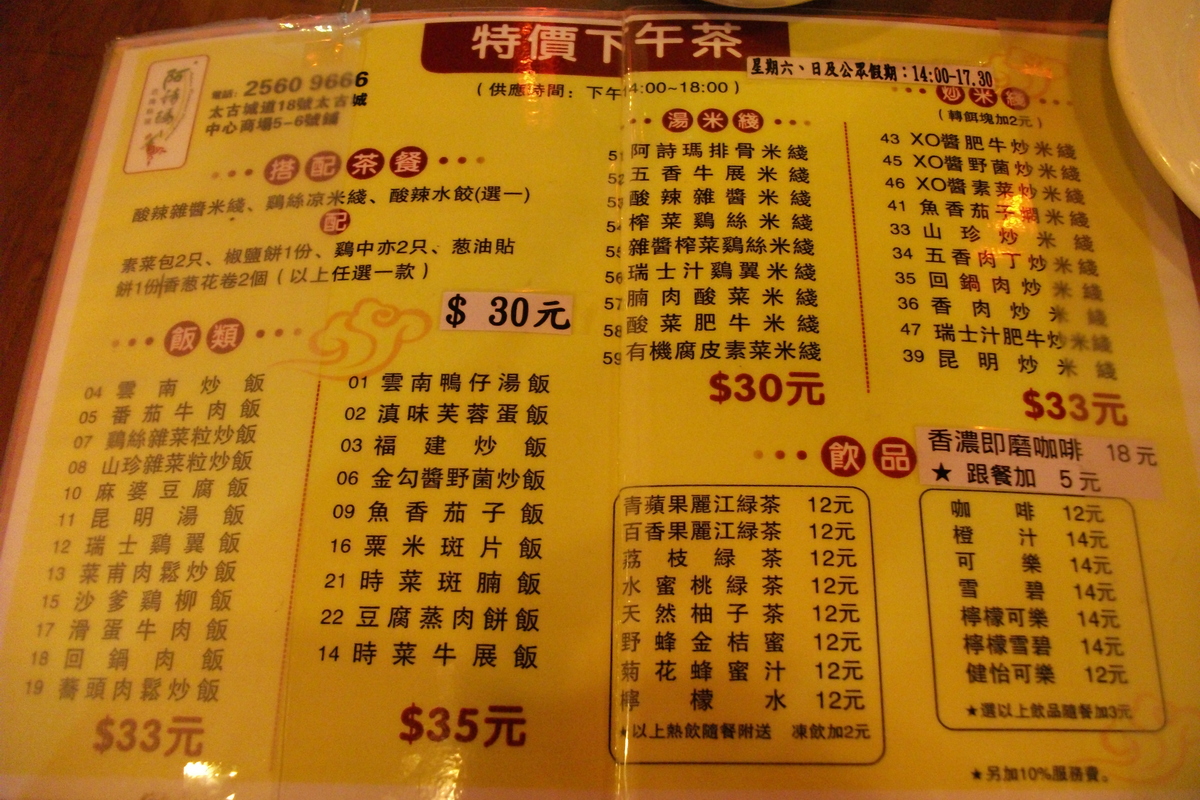 特價下午茶
(供應時間：下午14:00~18:00)
星期六、日及公眾假期：14:00-17.30
電話：2560 9666
太古城道18號太古城
中心商場5-6號鋪
搭配茶餐
酸辣雜醬米綫、鷄絲凉米綫、酸辣水餃(選一)
配
素菜包2只、椒鹽餅1份、鷄中亦2只、葱油貼
餅1份香葱花卷2個(以上任選一款)
$ 30元
飯類
04 雲南炒飯
05 番茄牛肉飯
07 鷄絲雜菜粒炒飯
08 山珍雜菜粒炒飯
10 麻婆豆腐飯
11 昆明湯飯
12 瑞士鷄翼飯
13 菜甫肉鬆炒飯
15 沙爹鷄柳飯
17 滑蛋牛肉飯
18 回鍋肉飯
19 蕎頭肉鬆炒飯
$33元
01 雲南鴨仔湯飯
02 滇味芙蓉蛋飯
03 福建炒飯
06 金勾醬野菌炒飯
09 魚香茄子飯
16 粟米斑片飯
21 時菜斑腩飯
22 豆腐蒸肉餅飯
14 時菜牛展飯
$35元
湯米綫
51 阿詩瑪排骨米綫
52 五香牛展米綫
53 酸辣雜醬米綫
54 榨菜鷄絲米綫
55 雜醬榨菜鷄絲米綫
56 瑞士汁鷄翼米綫
57 腩肉酸菜米綫
58 酸菜肥牛米綫
59 有機腐皮素菜米綫
$30元
炒米綫
(轉餌塊加2元)
43 XO醬肥牛炒米綫
45 XO醬野菌炒米綫
46 XO醬素菜炒米綫
41 魚香茄子燜米綫
33 山珍炒米綫
34 五香肉丁炒米綫
35 回鍋肉炒米綫
36 香肉炒米綫
47 瑞士汁肥牛炒米綫
39 昆明炒米綫
$33元
飲品
香濃即磨咖啡 18元
★ 跟餐加 5元
青蘋果麗江緑茶 12元
百香果麗江緑茶 12元
荔枝緑茶 12元
水蜜桃緑茶 12元
天然柚子茶 12元
野蜂金桔蜜 12元
菊花蜂蜜汁 12元
檸檬水 12元
★以上熱飲隨餐附送 凍飲加2元
咖啡 12元
橙汁 14元
可樂 14元
雪碧 14元
檸檬可樂 14元
檸檬雪碧 14元
健怡可樂 12元
★選以上飲品隨餐加3元
★另加10%服務費。